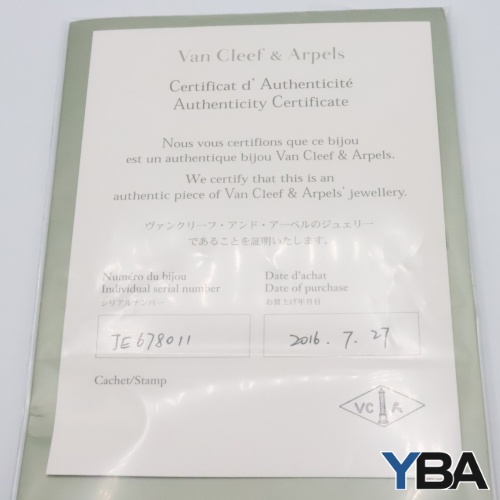 Van Cleef & Arpels
Certificat d' Authenticité
Authenticity Certificate
Nous vous certifions que ce bijou
est un authentique bijou Van Cleef & Arpels.
We certify that this is an
authentic piece of Van Cleef & Arpels' jewellery.
ヴァンクリーフ・アンド・アーペルのジュエリー
であることを証明いたします。
Numéro du bijou
Individual serial number
シリアルナンバー
Date d'achat
Date of purchase
お買上げ年月日
JE678011
2016. 7. 27
Cachet/Stamp
VC A
YBA